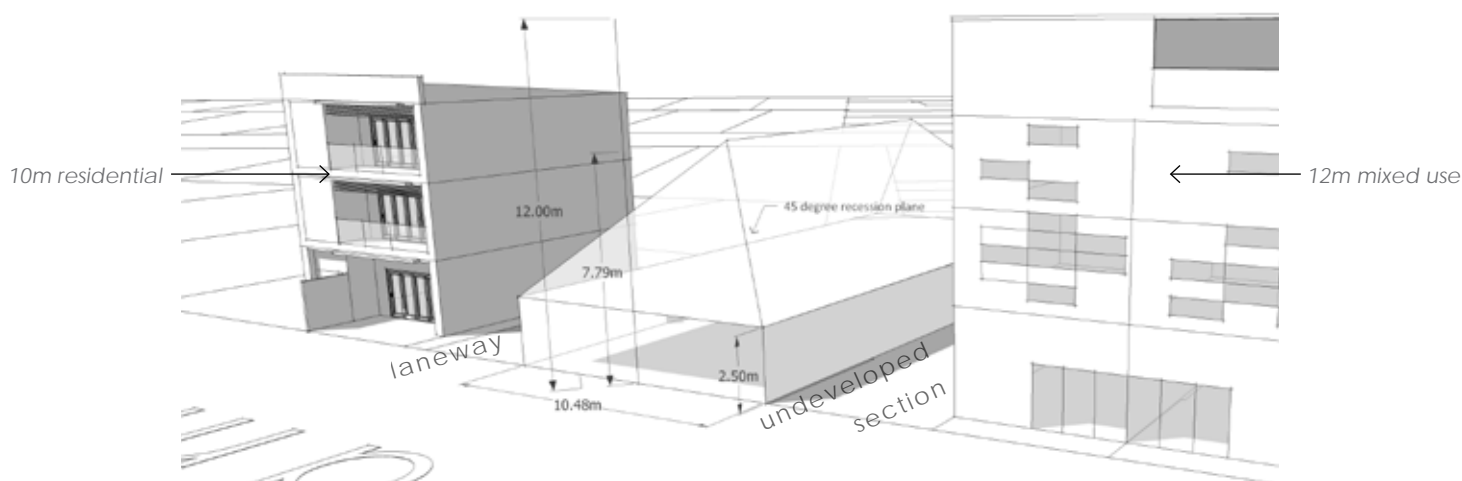 10m residential
12.00m
7.79m
45 degree recession plane
12m mixed use
laneway
2.50m
10.48m
undeveloped
section